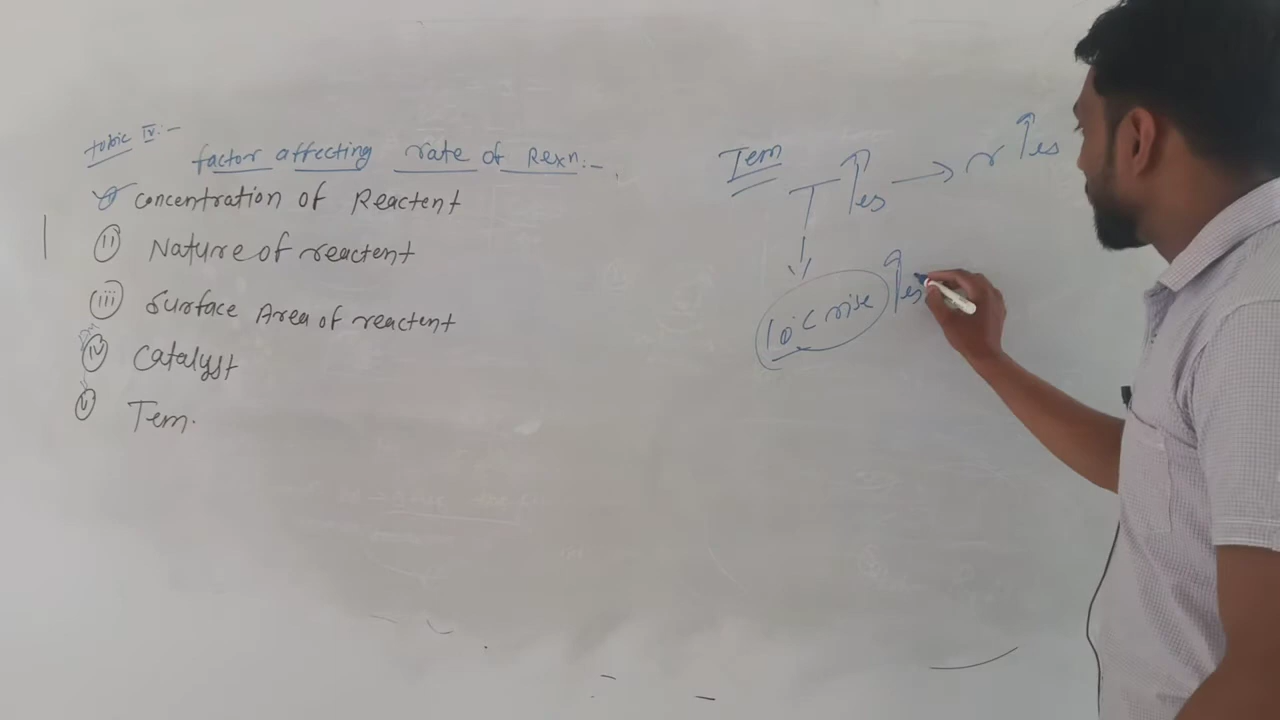 Topic IV:-
factor affecting rate of Rexn:-
(i) Concentration of Reactent
(ii) Nature of reactent
(iii) Surface Area of reactent
(iv) Catalyst
(v) Tem.
Tem
T ↑es → r ↑es
↓
10°C rise ↑es